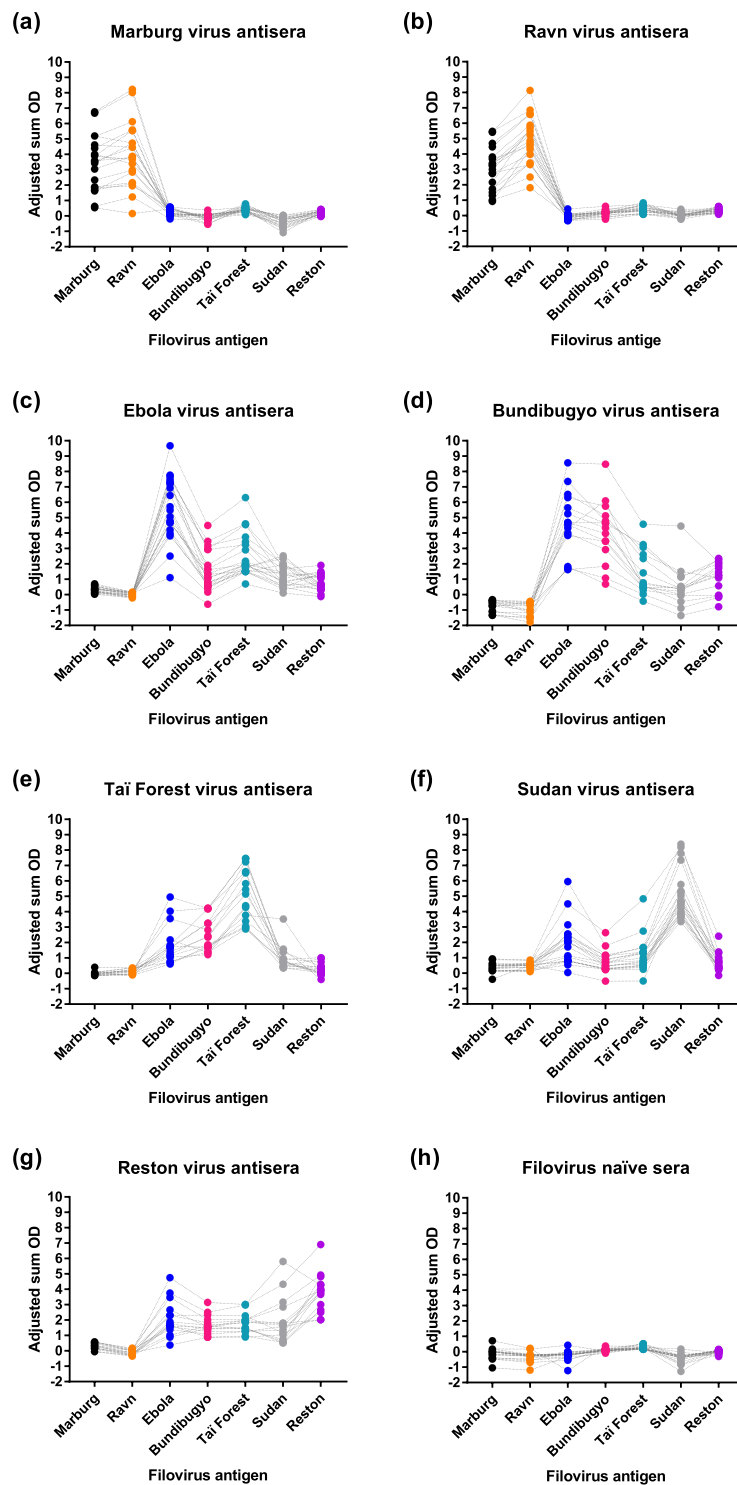 (a)
Marburg virus antisera
Adjusted sum OD
10
9
8
7
6
5
4
3
2
1
0
-1
-2
Marburg
Ravn
Ebola
Bundibugyo
Taï Forest
Sudan
Reston
Filovirus antigen
(b)
Ravn virus antisera
Adjusted sum OD
10
9
8
7
6
5
4
3
2
1
0
-1
-2
Marburg
Ravn
Ebola
Bundibugyo
Taï Forest
Sudan
Reston
Filovirus antige
(c)
Ebola virus antisera
Adjusted sum OD
10
9
8
7
6
5
4
3
2
1
0
-1
-2
Marburg
Ravn
Ebola
Bundibugyo
Taï Forest
Sudan
Reston
Filovirus antigen
(d)
Bundibugyo virus antisera
Adjusted sum OD
10
9
8
7
6
5
4
3
2
1
0
-1
-2
Marburg
Ravn
Ebola
Bundibugyo
Taï Forest
Sudan
Reston
Filovirus antigen
(e)
Taï Forest virus antisera
Adjusted sum OD
10
9
8
7
6
5
4
3
2
1
0
-1
-2
Marburg
Ravn
Ebola
Bundibugyo
Taï Forest
Sudan
Reston
Filovirus antigen
(f)
Sudan virus antisera
Adjusted sum OD
10
9
8
7
6
5
4
3
2
1
0
-1
-2
Marburg
Ravn
Ebola
Bundibugyo
Taï Forest
Sudan
Reston
Filovirus antigen
(g)
Reston virus antisera
Adjusted sum OD
10
9
8
7
6
5
4
3
2
1
0
-1
-2
Marburg
Ravn
Ebola
Bundibugyo
Taï Forest
Sudan
Reston
Filovirus antigen
(h)
Filovirus naïve sera
Adjusted sum OD
10
9
8
7
6
5
4
3
2
1
0
-1
-2
Marburg
Ravn
Ebola
Bundibugyo
Taï Forest
Sudan
Reston
Filovirus antigen